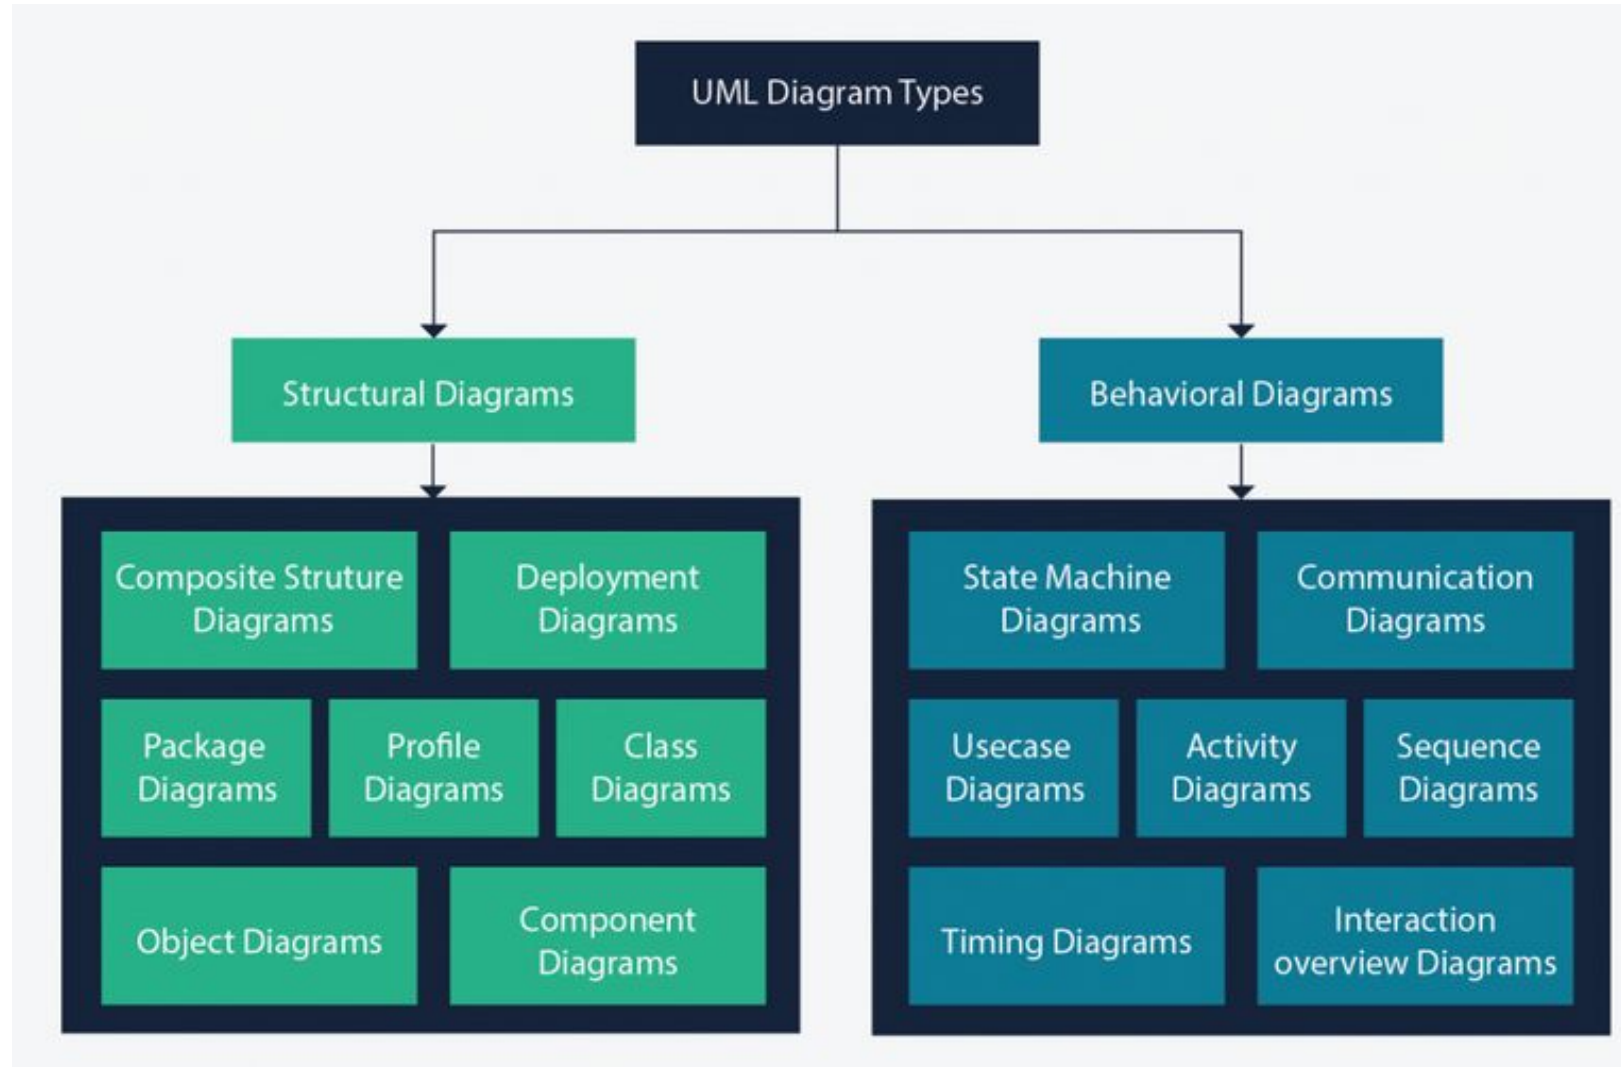 UML Diagram Types
Structural Diagrams
Behavioral Diagrams
Composite Struture
Diagrams
Deployment
Diagrams
Package
Diagrams
Profile
Diagrams
Class
Diagrams
Object Diagrams
Component
Diagrams
State Machine
Diagrams
Communication
Diagrams
Usecase
Diagrams
Activity
Diagrams
Sequence
Diagrams
Timing Diagrams
Interaction
overview Diagrams